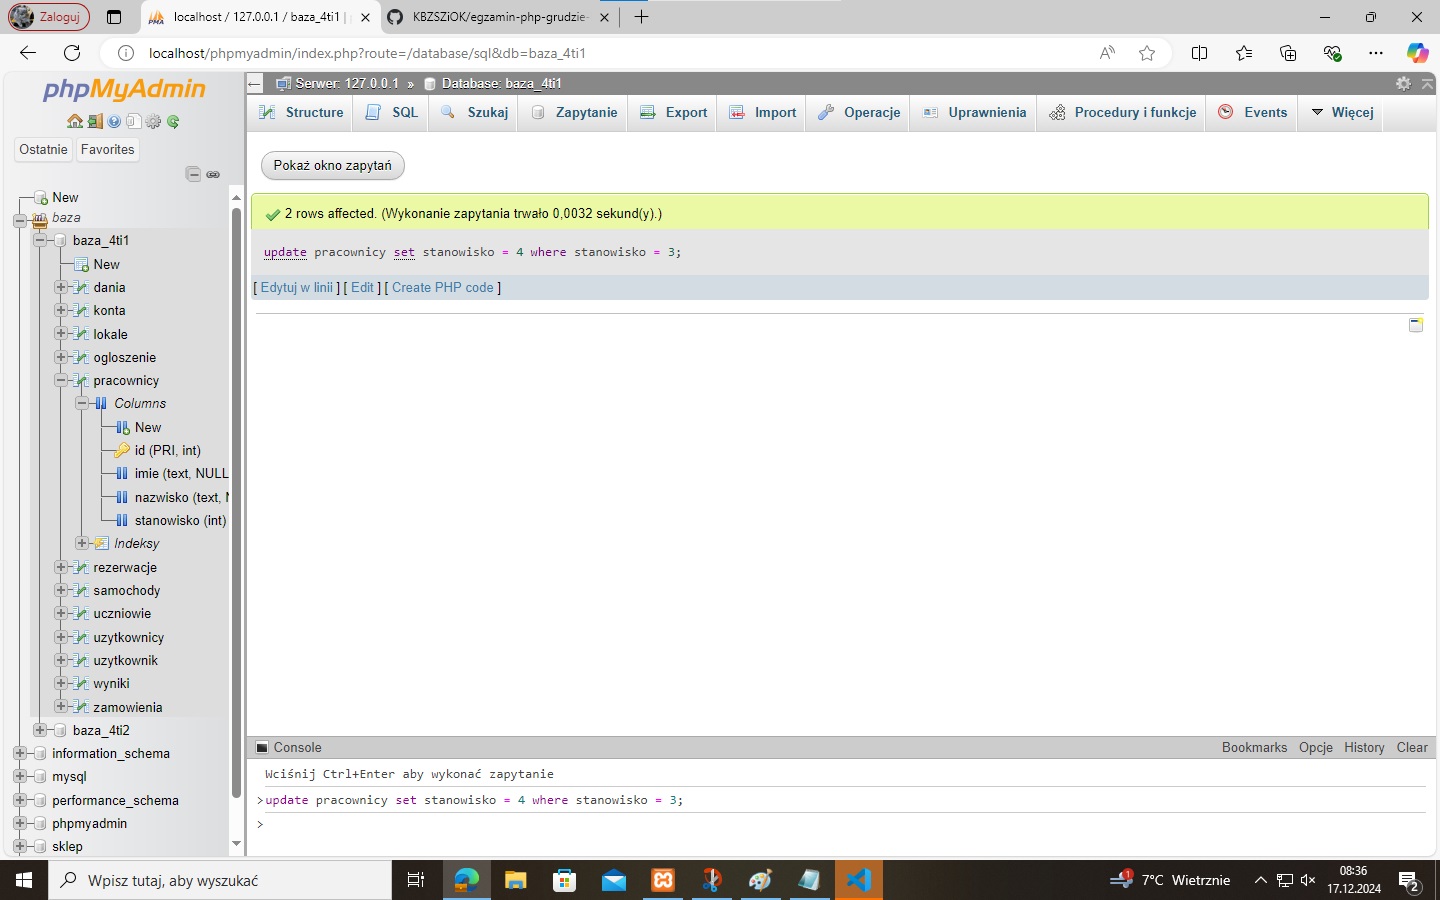 Zaloguj
localhost / 127.0.0.1 / baza_4ti1 |
KBZSZiOK/egzamin-php-grudzie
localhost/phpmyadmin/index.php?route=/database/sql&db=baza_4ti1
phpMyAdmin
Ostatnie
Favorites
New
baza
baza_4ti1
New
dania
konta
lokale
ogloszenie
pracownicy
Columns
New
id (PRI, int)
imie (text, NULL
nazwisko (text,
stanowisko (int)
Indeksy
rezerwacje
samochody
uczniowie
uzytkownicy
uzytkownik
wyniki
zamowienia
baza_4ti2
information_schema
mysql
performance_schema
phpmyadmin
sklep
Serwer: 127.0.0.1 » Database: baza_4ti1
Structure SQL Szukaj Zapytanie Export Import Operacje Uprawnienia Procedury i funkcje Events Więcej
Pokaż okno zapytań
2 rows affected. (Wykonanie zapytania trwało 0,0032 sekund(y).)
update pracownicy set stanowisko = 4 where stanowisko = 3;
[ Edytuj w linii ] [ Edit ] [ Create PHP code ]
Console Bookmarks Opcje History Clear
Wciśnij Ctrl+Enter aby wykonać zapytanie
>update pracownicy set stanowisko = 4 where stanowisko = 3;
>
Wpisz tutaj, aby wyszukać
1
7°C Wietrznie
08:36
17.12.2024
2